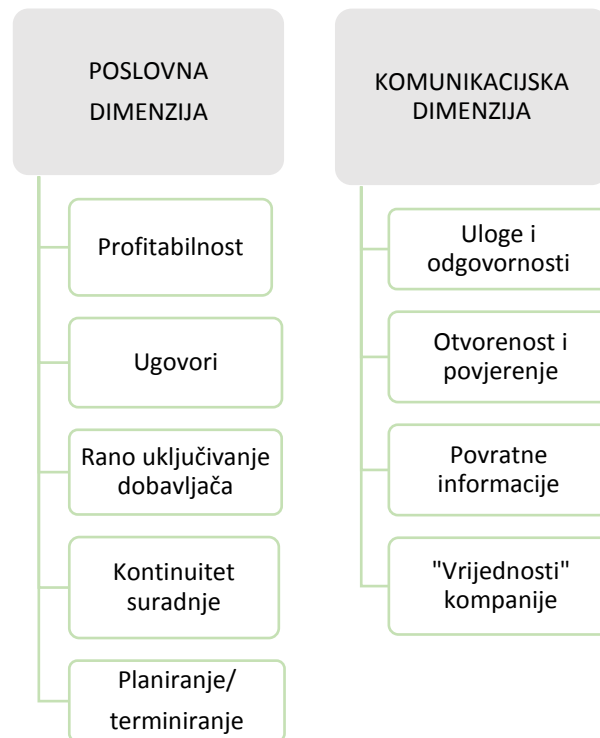 POSLOVNA
DIMENZIJA
Profitabilnost
Ugovori
Rano uključivanje
dobavljača
Kontinuitet
suradnje
Planiranje/
terminiranje
KOMUNIKACIJSKA
DIMENZIJA
Uloge i
odgovornosti
Otvorenost i
povjerenje
Povratne
informacije
"Vrijednosti"
kompanije